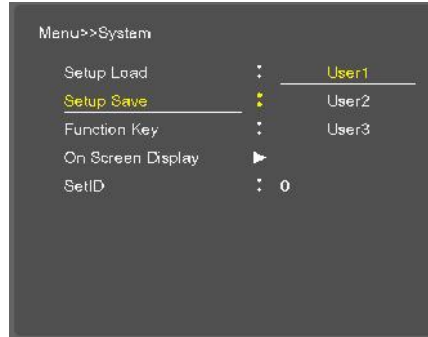 Menu>>System
Setup Load : User1
Setup Save : User2
Function Key : User3
On Screen Display ►
SetID : 0